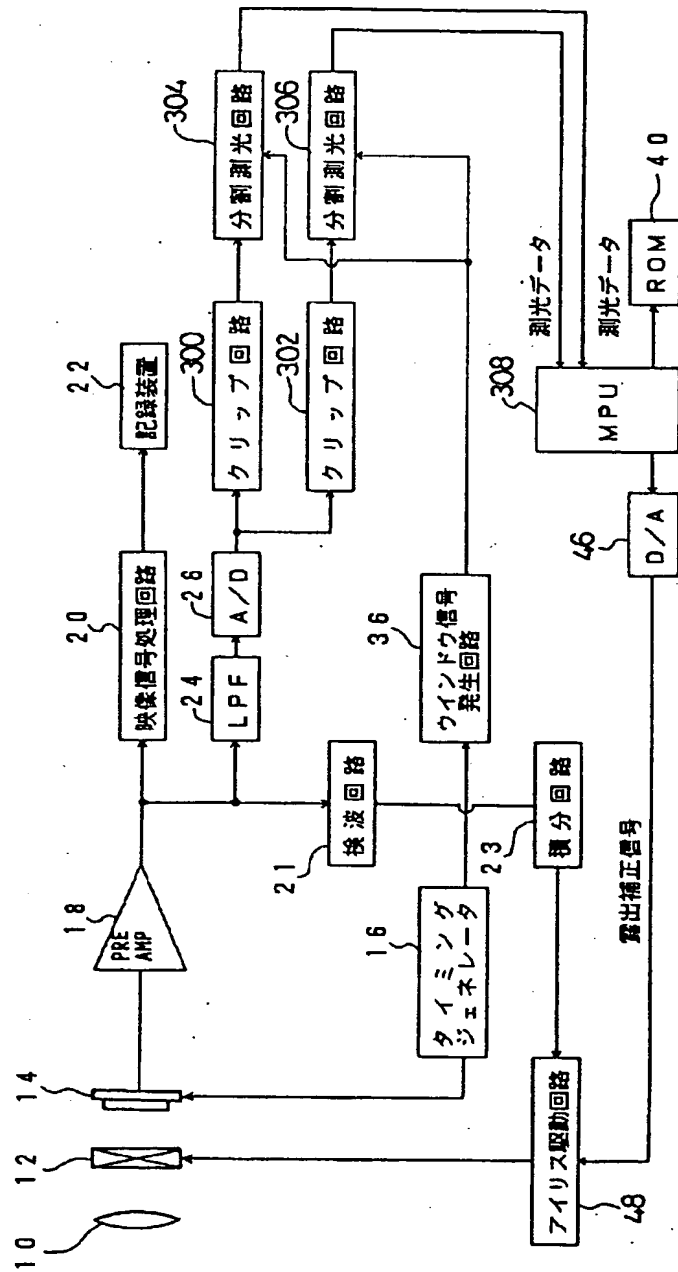 10
12
14
18
PRE
AMP
20
映像信号処理回路
22
記録装置
24
LPF
26
A/D
300
クリップ回路
302
クリップ回路
304
分割測光回路
306
分割測光回路
21
検波回路
23
積分回路
16
タイミング
ジェネレータ
36
ウインドウ信号
発生回路
測光データ
測光データ
308
MPU
ROM
40
46
D/A
露出補正信号
アイリス駆動回路
48